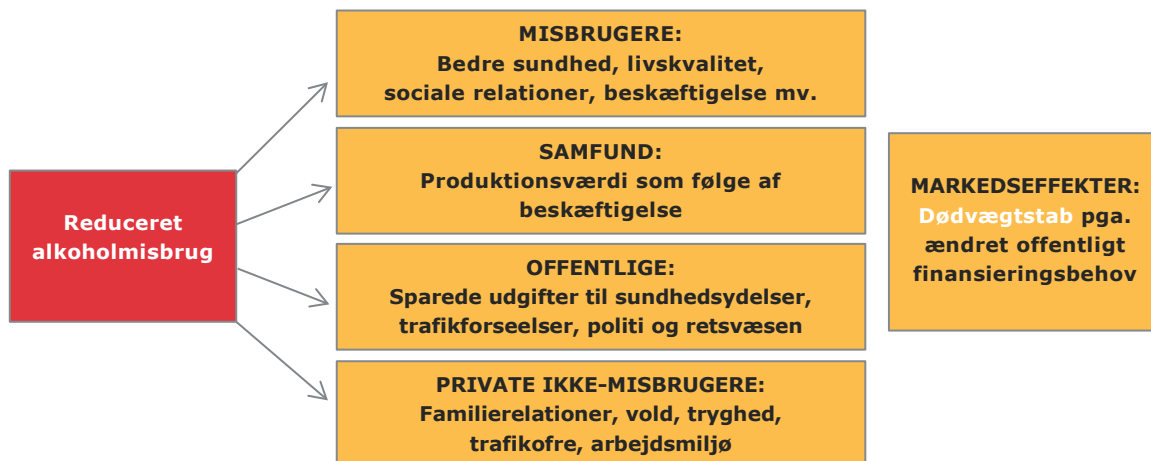 MISBRUGERE:
Bedre sundhed, livskvalitet,
sociale relationer, beskæftigelse mv.
SAMFUND:
Produktionsværdi som følge af
beskæftigelse
Reduceret
alkoholmisbrug
OFFENTLIGE:
Sparede udgifter til sundhedsydelser,
trafikforseelser, politi og retsvæsen
PRIVATE IKKE-MISBRUGERE:
Familierelationer, vold, tryghed,
trafikofre, arbejdsmiljø
MARKEDSEFFEKTER:
Dødvægtstab pga.
ændret offentligt
finansieringsbehov